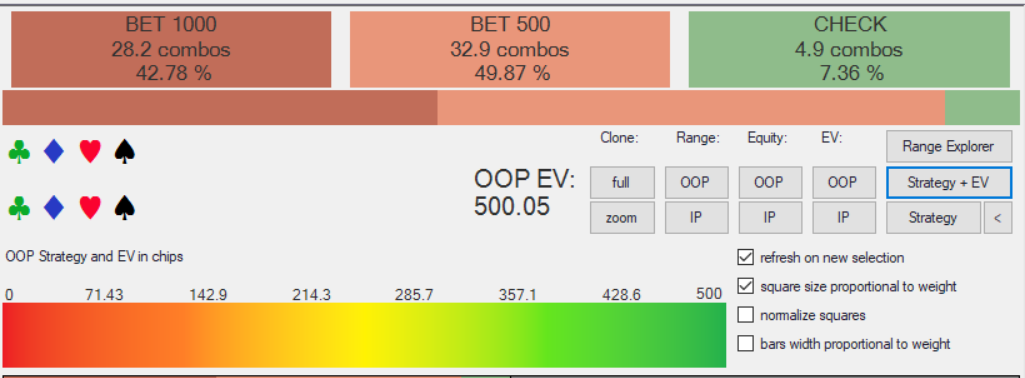 BET 1000
28.2 combos
42.78 %
BET 500
32.9 combos
49.87 %
CHECK
4.9 combos
7.36 %
OOP EV:
500.05
Clone:
Range:
Equity:
EV:
full
OOP
OOP
OOP
zoom
IP
IP
IP
Range Explorer
Strategy + EV
Strategy
<
OOP Strategy and EV in chips
0 71.43 142.9 214.3 285.7 357.1 428.6 500
refresh on new selection
square size proportional to weight
normalize squares
bars width proportional to weight